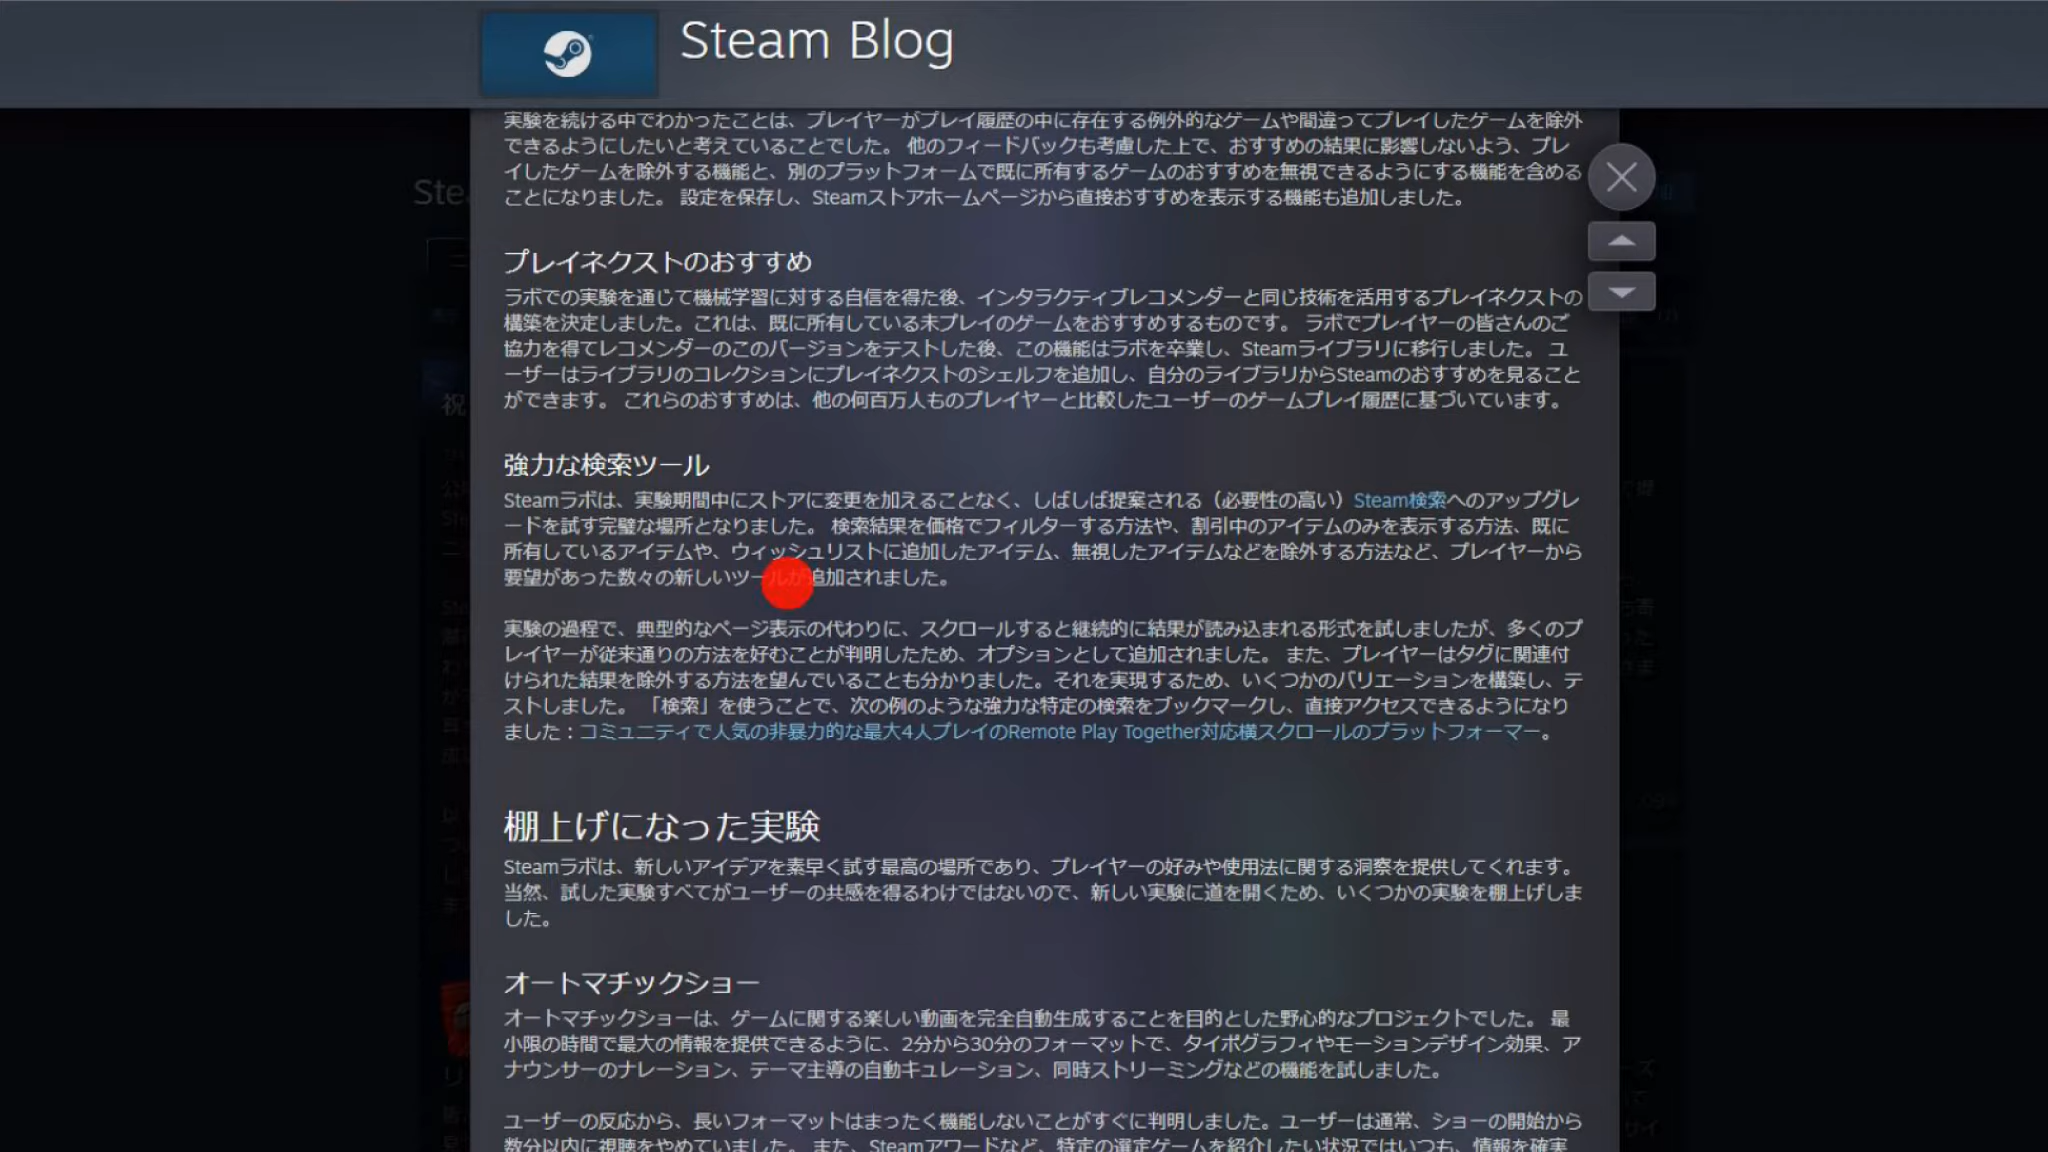 Steam Blog
実験を続ける中でわかったことは、プレイヤーがプレイ履歴の中に存在する例外的なゲームや間違ってプレイしたゲームを除外
できるようにしたいと考えていることでした。 他のフィードバックも考慮した上で、おすすめの結果に影響しないよう、プレ
イしたゲームを除外する機能と、別のプラットフォームで既に所有するゲームのおすすめを無視できるようにする機能を含める
ことになりました。 設定を保存し、Steamストアホームページから直接おすすめを表示する機能も追加しました。
プレイネクストのおすすめ
ラボでの実験を通じて機械学習に対する自信を得た後、インタラクティブレコメンダーと同じ技術を活用するプレイネクストの
構築を決定しました。これは、既に所有している未プレイのゲームをおすすめするものです。 ラボでプレイヤーの皆さんのご
協力を得てレコメンダーのこのバージョンをテストした後、この機能はラボを卒業し、Steamライブラリに移行しました。 ユ
ーザーはライブラリのコレクションにプレイネクストのシェルフを追加し、自分のライブラリからSteamのおすすめを見ること
ができます。 これらのおすすめは、他の何百万人ものプレイヤーと比較したユーザーのゲームプレイ履歴に基づいています。
強力な検索ツール
Steamラボは、実験期間中にストアに変更を加えることなく、しばしば提案される（必要性の高い）Steam検索へのアップグレ
ードを試す完璧な場所となりました。 検索結果を価格でフィルターする方法や、割引中のアイテムのみを表示する方法、既に
所有しているアイテムや、ウィッシュリストに追加したアイテム、無視したアイテムなどを除外する方法など、プレイヤーから
要望があった数々の新しいツールが追加されました。
実験の過程で、典型的なページ表示の代わりに、スクロールすると継続的に結果が読み込まれる形式を試しましたが、多くのプ
レイヤーが従来通りの方法を好むことが判明したため、オプションとして追加されました。 また、プレイヤーはタグに関連付
けられた結果を除外する方法を望んでいることも分かりました。それを実現するため、いくつかのバリエーションを構築し、テ
ストしました。 「検索」を使うことで、次の例のような強力な特定の検索をブックマークし、直接アクセスできるようになり
ました：コミュニティで人気の非暴力的な最大4人プレイのRemote Play Together対応横スクロールのプラットフォーマー。
棚上げになった実験
Steamラボは、新しいアイデアを素早く試す最高の場所であり、プレイヤーの好みや使用法に関する洞察を提供してくれます。
当然、試した実験すべてがユーザーの共感を得るわけではないので、新しい実験に道を開くため、いくつかの実験を棚上げしま
した。
オートマチックショー
オートマチックショーは、ゲームに関する楽しい動画を完全自動生成することを目的とした野心的なプロジェクトでした。 最
小限の時間で最大の情報を提供できるように、2分から30分のフォーマットで、タイポグラフィやモーションデザイン効果、ア
ナウンサーのナレーション、テーマ主導の自動キュレーション、同時ストリーミングなどの機能を試しました。
ユーザーの反応から、長いフォーマットはまったく機能しないことがすぐに判明しました。ユーザーは通常、ショーの開始から
数分以内に視聴をやめていました。 また、Steamアワードなど、特定の選定ゲームを紹介したい状況ではいつも、情報を確実